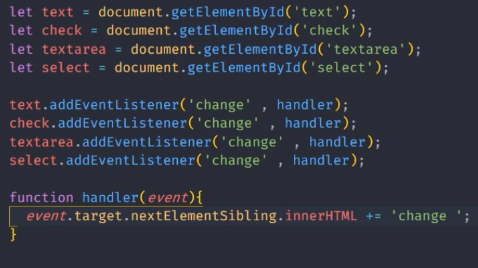 let text = document.getElementById('text');
let check = document.getElementById('check');
let textarea = document.getElementById('textarea');
let select = document.getElementById('select');
text.addEventListener('change' , handler);
check.addEventListener('change' , handler);
textarea.addEventListener('change' , handler);
select.addEventListener('change' , handler);
function handler(event){
event.target.nextElementSibling.innerHTML += 'change ';
}